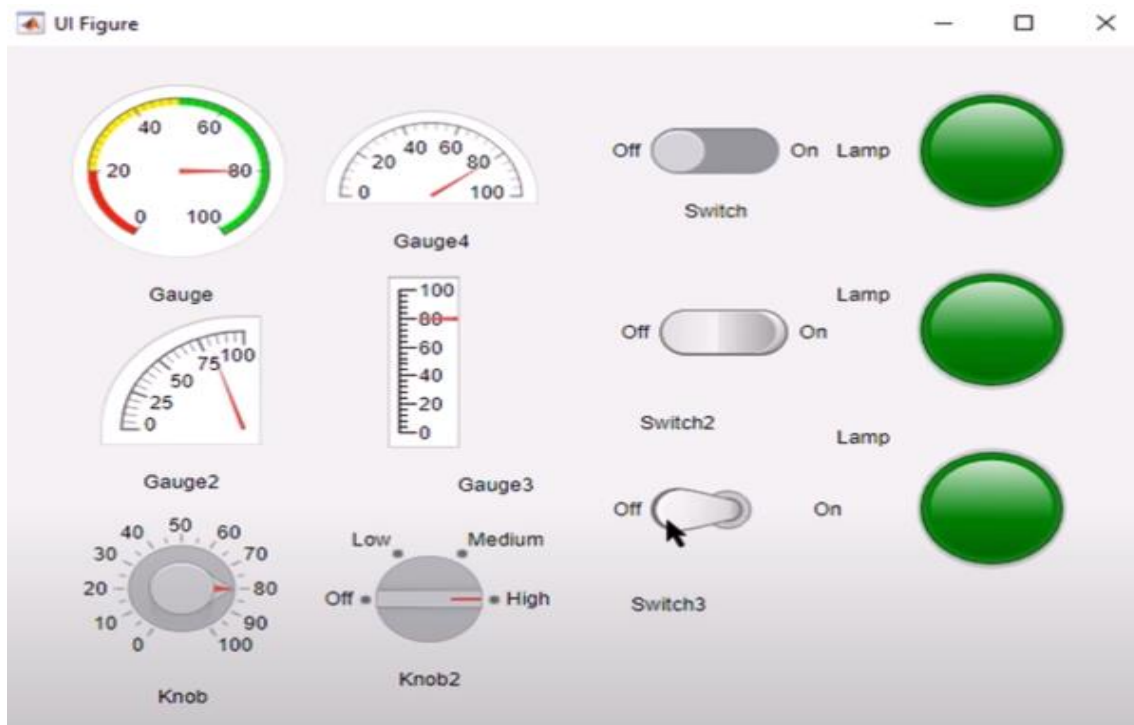 UI Figure
40 60
20 80
0 100
Gauge
20 40 60 80
0 100
Gauge4
Off On
Switch
Lamp
100
75
50
25
0
Gauge2
100
80
60
40
20
0
Gauge3
Off On
Switch2
Lamp
Lamp
Off On
Switch3
50
40 60
30 70
20 80
10 90
0 100
Knob
Low Medium
Off High
Knob2